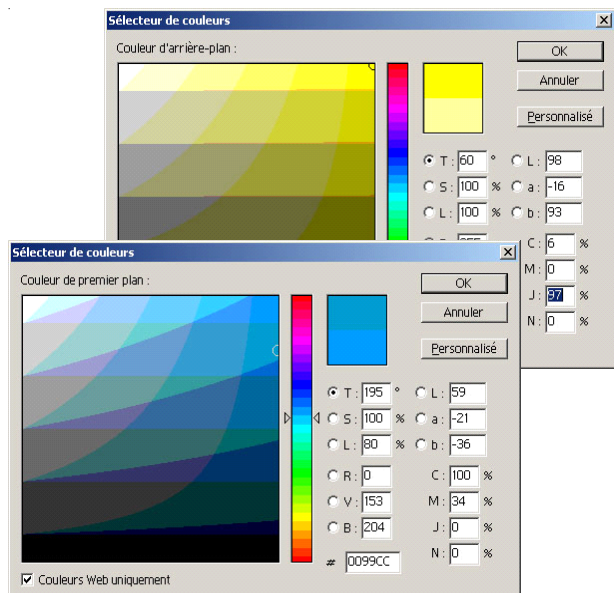 Sélecteur de couleurs
Couleur d'arrière-plan :
OK
Annuler
Personnalisé
T : 60 ° L : 98
S : 100 % a : -16
L : 100 % b : 93
C : 6 %
M : 0 %
J : 97 %
N : 0 %
Sélecteur de couleurs
Couleur de premier plan :
OK
Annuler
Personnalisé
T : 195 ° L : 59
S : 100 % a : -21
L : 80 % b : -36
R : 0 C : 100 %
V : 153 M : 34 %
B : 204 J : 0 %
# 0099CC N : 0 %
Couleurs Web uniquement